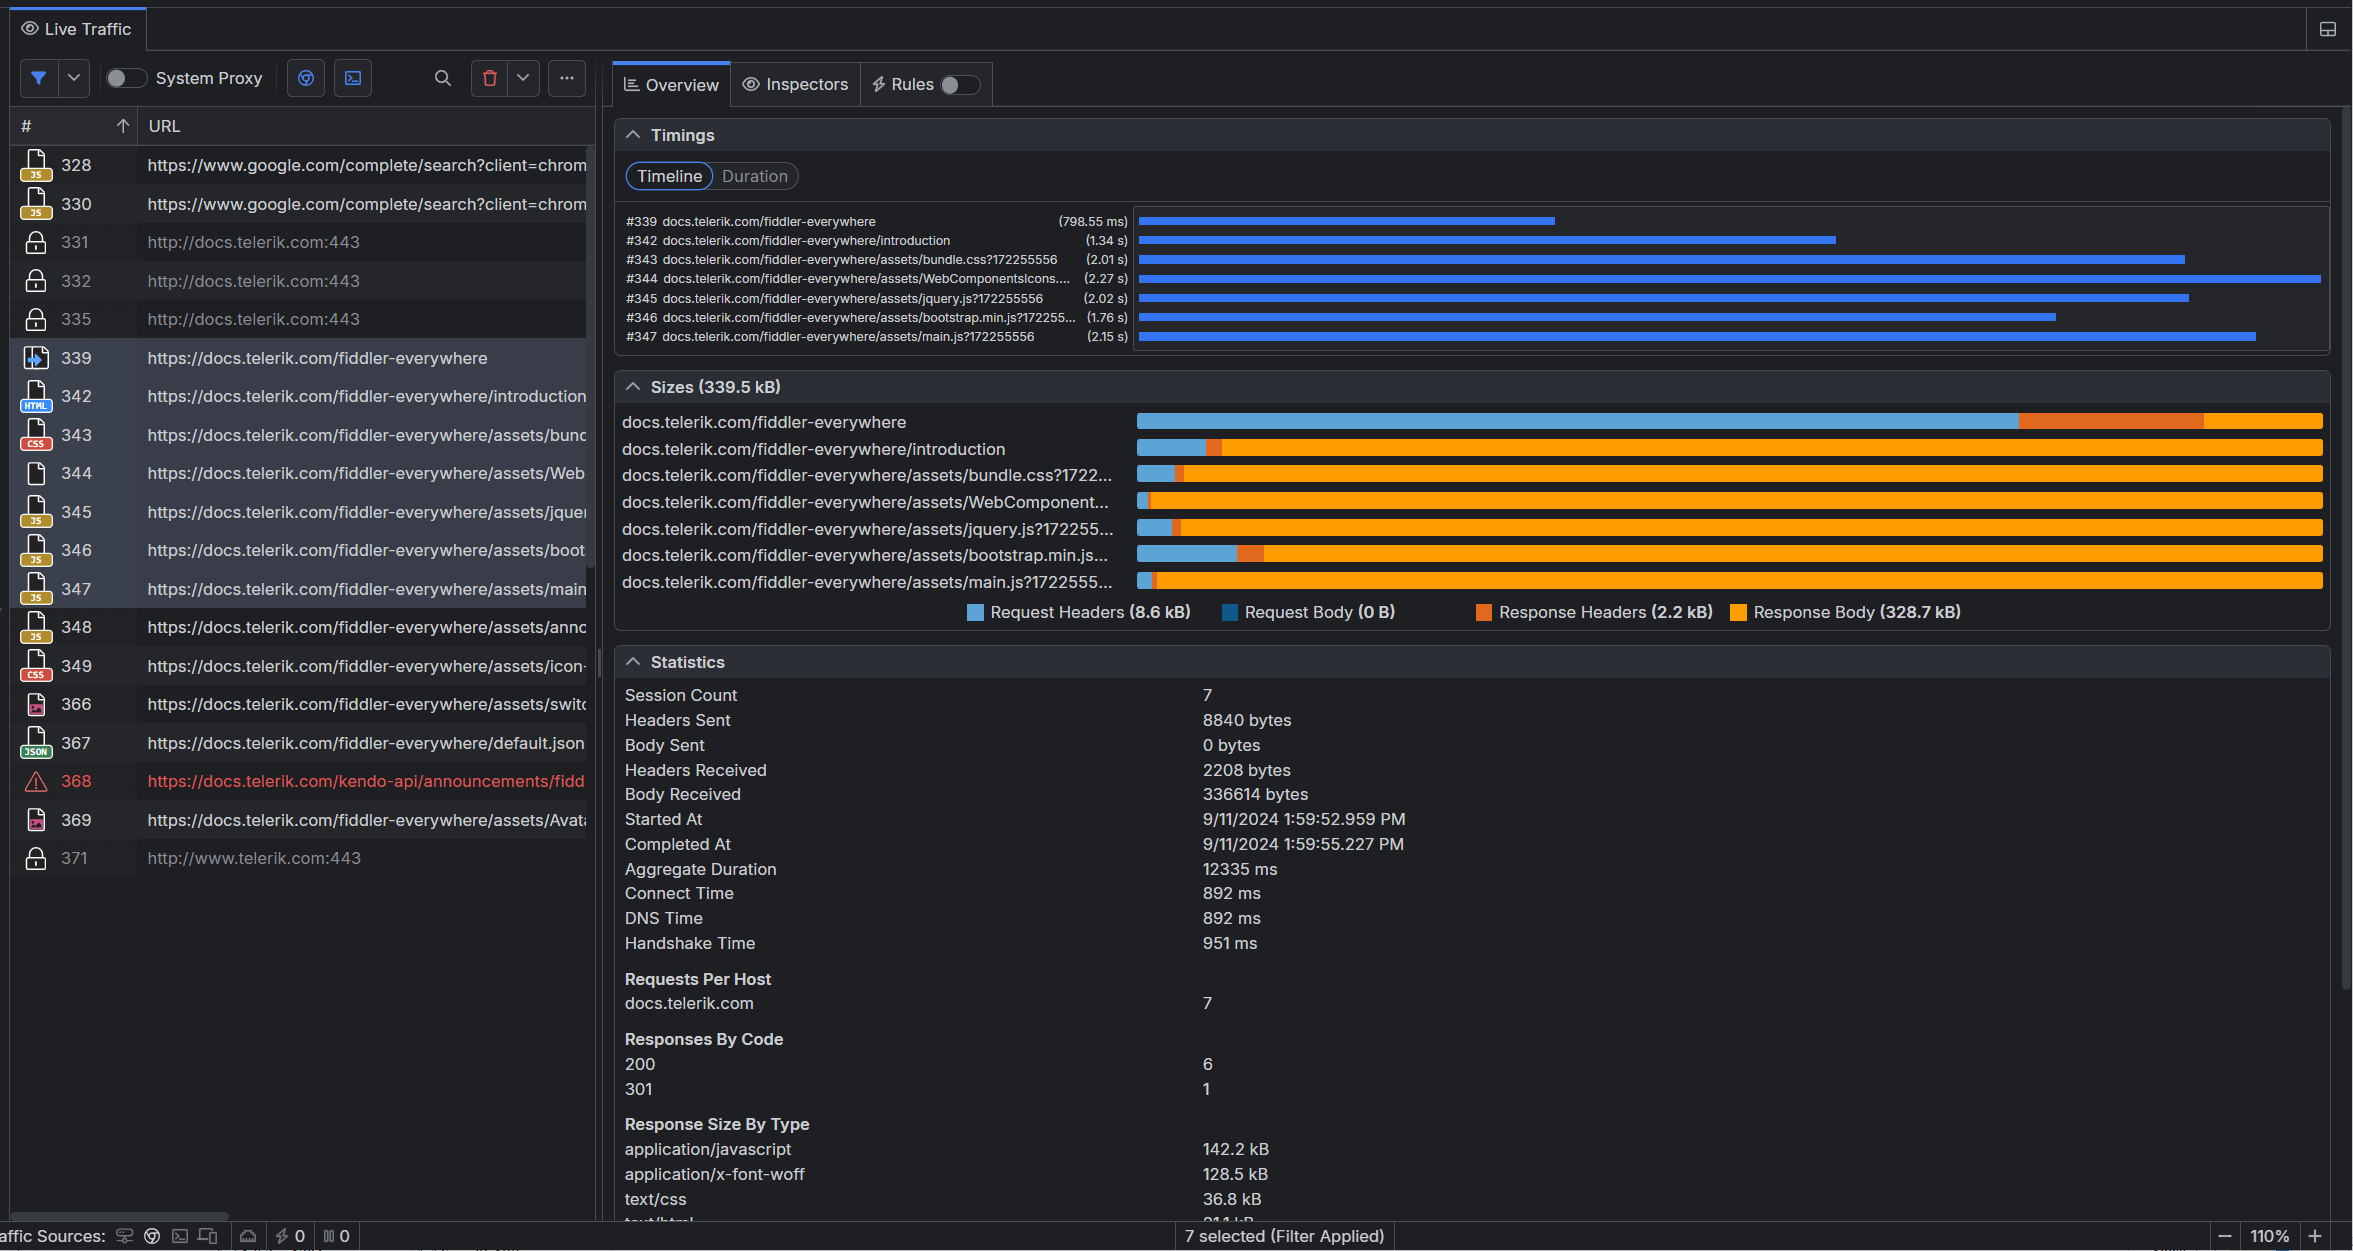 Live Traffic
System Proxy
# URL
JS 328 https://www.google.com/complete/search?client=chrom
JS 330 https://www.google.com/complete/search?client=chrom
331 http://docs.telerik.com:443
332 http://docs.telerik.com:443
335 http://docs.telerik.com:443
339 https://docs.telerik.com/fiddler-everywhere
HTML 342 https://docs.telerik.com/fiddler-everywhere/introduction
CSS 343 https://docs.telerik.com/fiddler-everywhere/assets/bund
344 https://docs.telerik.com/fiddler-everywhere/assets/Web
JS 345 https://docs.telerik.com/fiddler-everywhere/assets/jquer
JS 346 https://docs.telerik.com/fiddler-everywhere/assets/boot
JS 347 https://docs.telerik.com/fiddler-everywhere/assets/main
JS 348 https://docs.telerik.com/fiddler-everywhere/assets/anno
CSS 349 https://docs.telerik.com/fiddler-everywhere/assets/icon-
366 https://docs.telerik.com/fiddler-everywhere/assets/switc
JSON 367 https://docs.telerik.com/fiddler-everywhere/default.json
368 https://docs.telerik.com/kendo-api/announcements/fidd
369 https://docs.telerik.com/fiddler-everywhere/assets/Avata
371 http://www.telerik.com:443
Overview Inspectors Rules
Timings
Timeline Duration
#339 docs.telerik.com/fiddler-everywhere (798.55 ms)
#342 docs.telerik.com/fiddler-everywhere/introduction (1.34 s)
#343 docs.telerik.com/fiddler-everywhere/assets/bundle.css?172255556 (2.01 s)
#344 docs.telerik.com/fiddler-everywhere/assets/WebComponentsIcons.... (2.27 s)
#345 docs.telerik.com/fiddler-everywhere/assets/jquery.js?172255556 (2.02 s)
#346 docs.telerik.com/fiddler-everywhere/assets/bootstrap.min.js?172255... (1.76 s)
#347 docs.telerik.com/fiddler-everywhere/assets/main.js?172255556 (2.15 s)
Sizes (339.5 kB)
docs.telerik.com/fiddler-everywhere
docs.telerik.com/fiddler-everywhere/introduction
docs.telerik.com/fiddler-everywhere/assets/bundle.css?1722...
docs.telerik.com/fiddler-everywhere/assets/WebComponent...
docs.telerik.com/fiddler-everywhere/assets/jquery.js?172255...
docs.telerik.com/fiddler-everywhere/assets/bootstrap.min.js...
docs.telerik.com/fiddler-everywhere/assets/main.js?1722555...
Request Headers (8.6 kB) Request Body (0 B) Response Headers (2.2 kB) Response Body (328.7 kB)
Statistics
Session Count 7
Headers Sent 8840 bytes
Body Sent 0 bytes
Headers Received 2208 bytes
Body Received 336614 bytes
Started At 9/11/2024 1:59:52.959 PM
Completed At 9/11/2024 1:59:55.227 PM
Aggregate Duration 12335 ms
Connect Time 892 ms
DNS Time 892 ms
Handshake Time 951 ms
Requests Per Host
docs.telerik.com 7
Responses By Code
200 6
301 1
Response Size By Type
application/javascript 142.2 kB
application/x-font-woff 128.5 kB
text/css 36.8 kB
affic Sources: 0 0 7 selected (Filter Applied) 110%